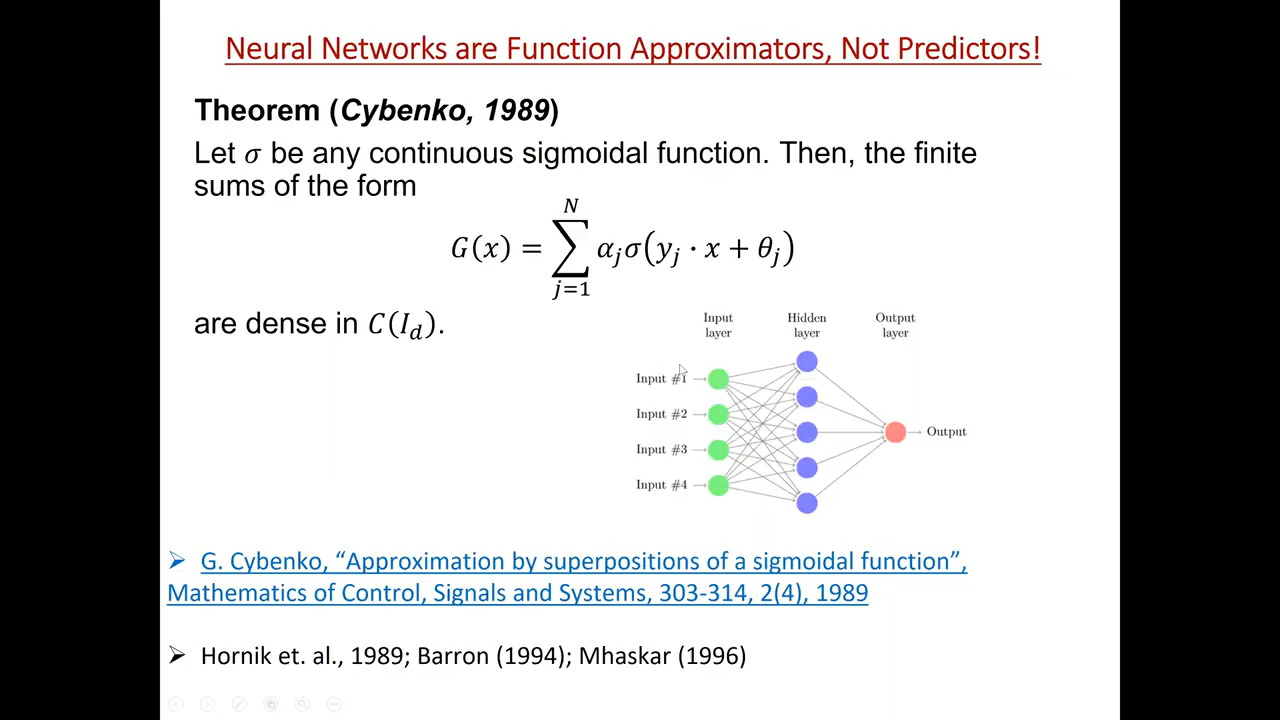 Neural Networks are Function Approximators, Not Predictors!
Theorem (Cybenko, 1989)
Let σ be any continuous sigmoidal function. Then, the finite
sums of the form
G(x) = ∑_{j=1}^{N} α_j σ(y_j · x + θ_j)
are dense in C(I_d).
Input layer
Hidden layer
Output layer
Input #1
Input #2
Input #3
Input #4
Output
➢ G. Cybenko, “Approximation by superpositions of a sigmoidal function”,
Mathematics of Control, Signals and Systems, 303-314, 2(4), 1989
➢ Hornik et. al., 1989; Barron (1994); Mhaskar (1996)